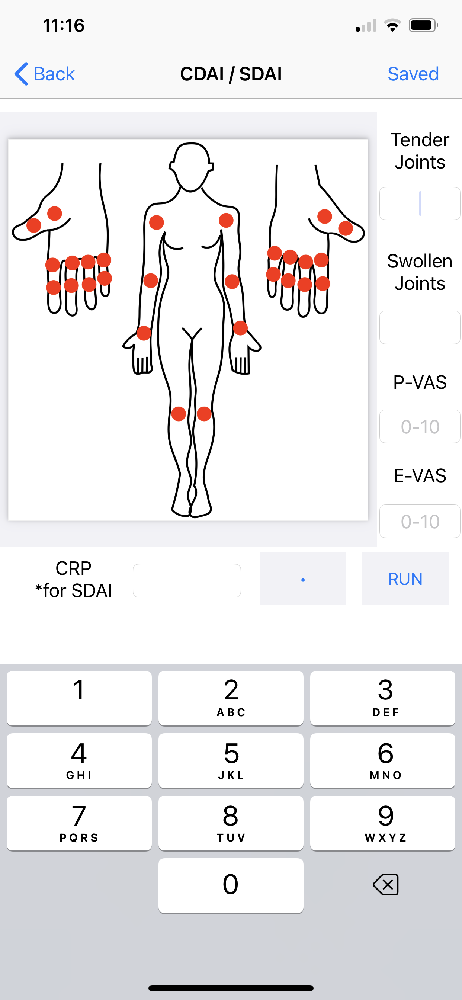 11:16
Back
CDAI / SDAI
Saved
Tender
Joints
Swollen
Joints
P-VAS
0-10
E-VAS
0-10
CRP
*for SDAI
.
RUN
1
2
ABC
3
DEF
4
GHI
5
JKL
6
MNO
7
PQRS
8
TUV
9
WXYZ
0